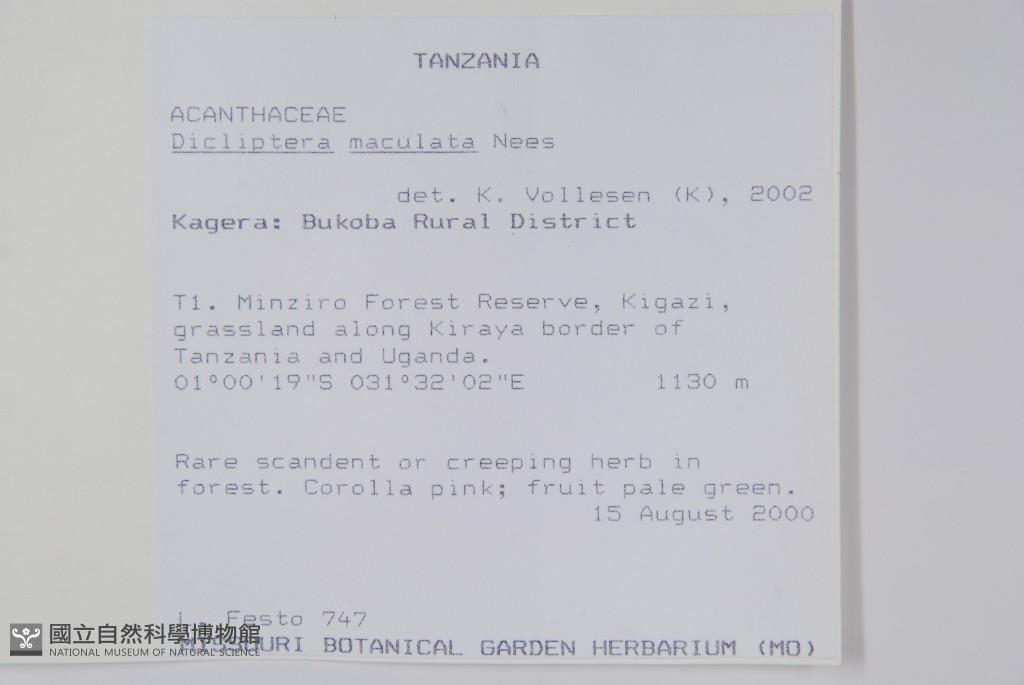 TANZANIA
ACANTHACEAE
Dicliptera maculata Nees
det. K. Vollesen (K), 2002
Kagera: Bukoba Rural District
T1. Minziro Forest Reserve, Kigazi,
grassland along Kiraya border of
Tanzania and Uganda.
01°00'19"S 031°32'02"E 1130 m
Rare scandent or creeping herb in
forest. Corolla pink; fruit pale green.
15 August 2000
Festo 747
MISSOURI BOTANICAL GARDEN HERBARIUM (MO)
國立自然科學博物館
NATIONAL MUSEUM OF NATURAL SCIENCE